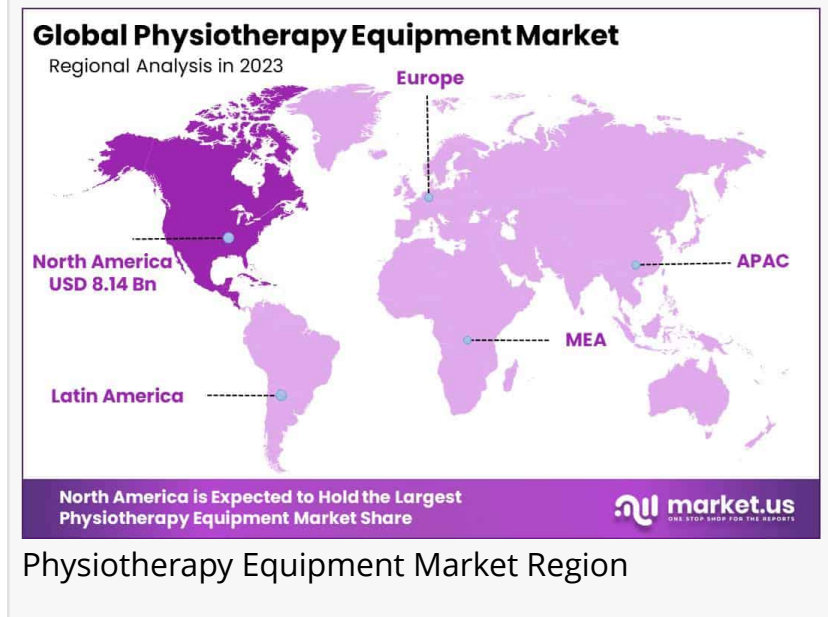 Global Physiotherapy Equipment Market
Regional Analysis in 2023
Europe
North America
USD 8.14 Bn
APAC
MEA
Latin America
North America is Expected to Hold the Largest
Physiotherapy Equipment Market Share
market.us
ONE STOP SHOP FOR THE REPORTS
Physiotherapy Equipment Market Region